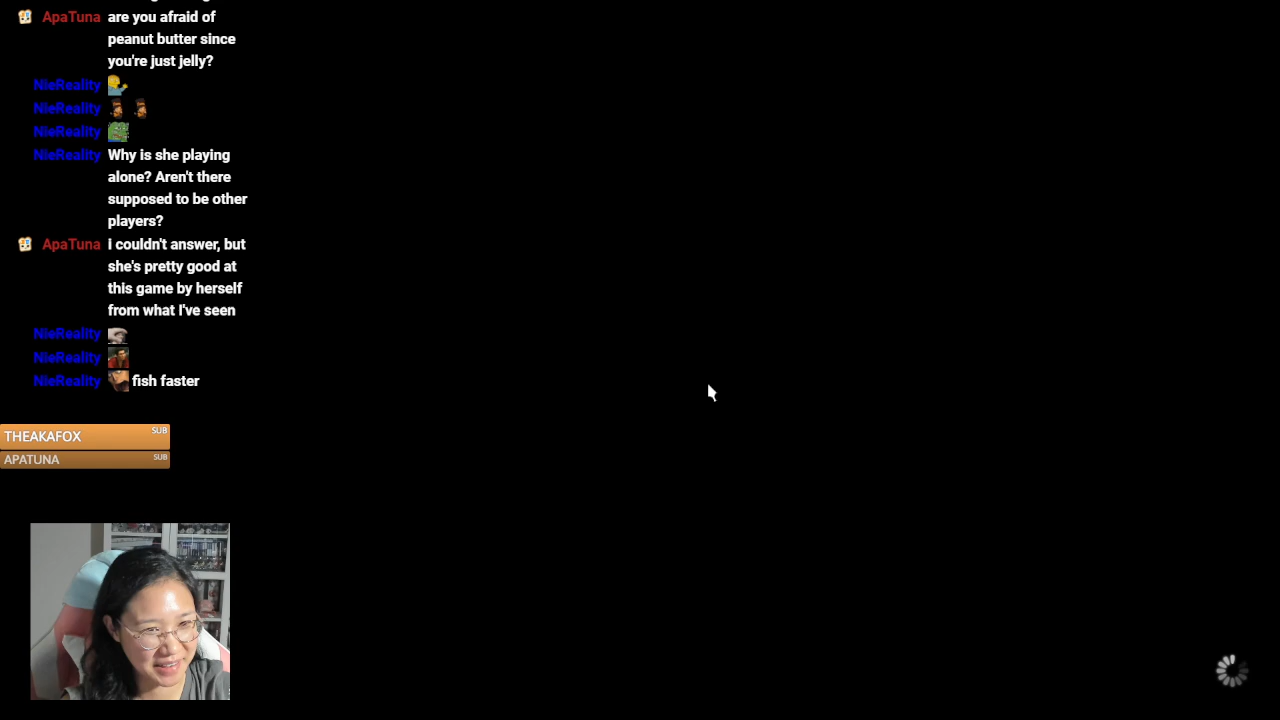 ApaTuna are you afraid of
peanut butter since
you're just jelly?
NieReality
NieReality
NieReality
NieReality Why is she playing
alone? Aren't there
supposed to be other
players?
ApaTuna i couldn't answer, but
she's pretty good at
this game by herself
from what I've seen
NieReality
NieReality
NieReality fish faster
THEAKAFOX SUB
APATUNA SUB